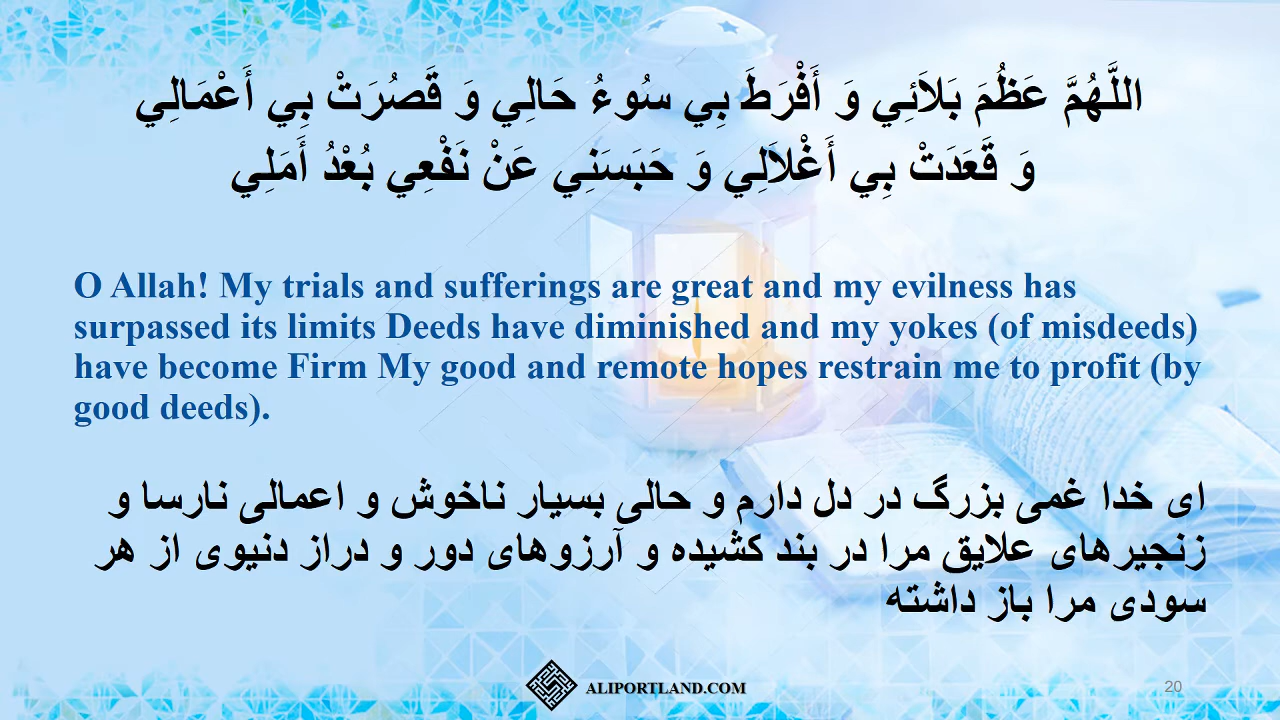 اللَّهُمَّ عَظُمَ بَلاَئِي وَ أَفْرَطَ بِي سُوءُ حَالِي وَ قَصُرَتْ بِي أَعْمَالِي
وَ قَعَدَتْ بِي أَغْلاَلِي وَ حَبَسَنِي عَنْ نَفْعِي بُعْدُ أَمَلِي
O Allah! My trials and sufferings are great and my evilness has
surpassed its limits Deeds have diminished and my yokes (of misdeeds)
have become Firm My good and remote hopes restrain me to profit (by
good deeds).
ای خدا غمی بزرگ در دل دارم و حالی بسیار ناخوش و اعمالی نارسا و
زنجیرهای علایق مرا در بند کشیده و آرزوهای دور و دراز دنیوی از هر
سودی مرا باز داشته
ALIPORTLAND.COM
20